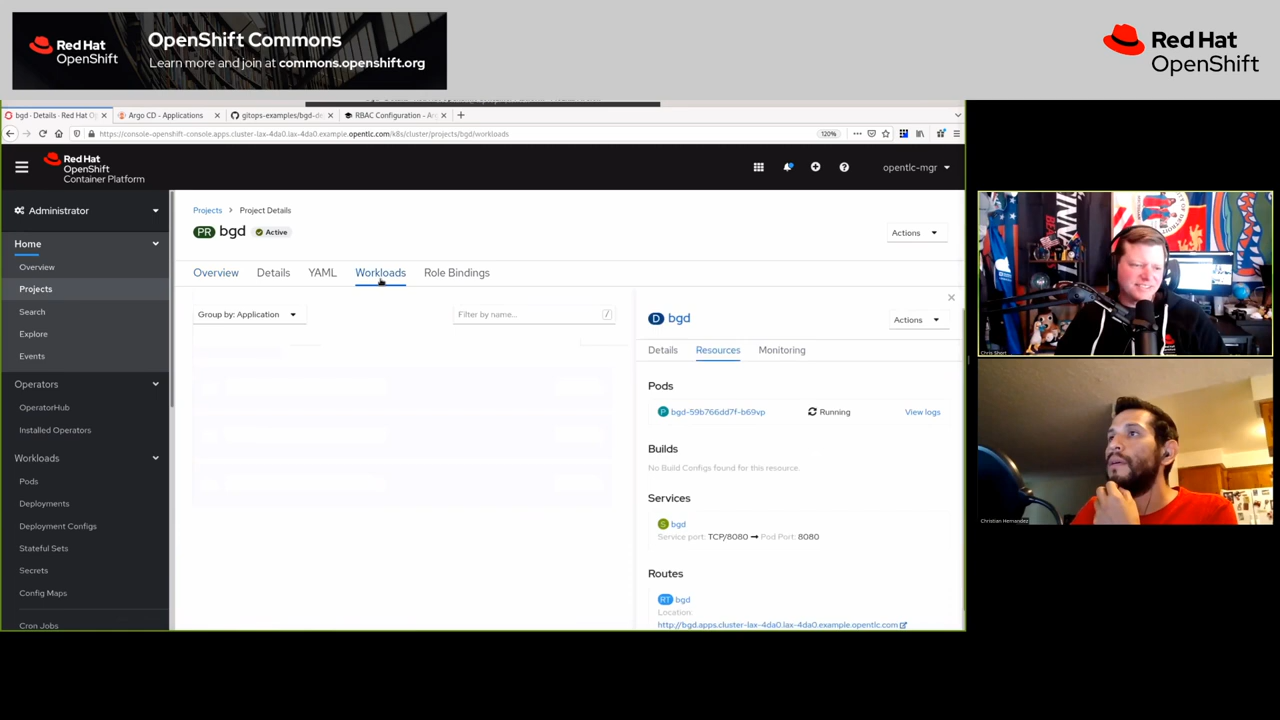 Red Hat
OpenShift
OpenShift Commons
Learn more and join at commons.openshift.org
Red Hat
OpenShift
bgd · Details · Red Hat O
Argo CD - Applications
gitops-examples/bgd-de
RBAC Configuration - Ar
https://console-openshift-console.apps.cluster-lax-4da0.lax-4da0.example.opentlc.com/k8s/cluster/projects/bgd/workloads
120%
Red Hat
OpenShift
Container Platform
opentlc-mgr
Administrator
Home
Overview
Projects
Search
Explore
Events
Operators
OperatorHub
Installed Operators
Workloads
Pods
Deployments
Deployment Configs
Stateful Sets
Secrets
Config Maps
Cron Jobs
Projects > Project Details
PR bgd Active
Actions
Overview Details YAML Workloads Role Bindings
Group by: Application
Filter by name...
/
D bgd
Actions
Details Resources Monitoring
Pods
P bgd-59b766dd7f-b69vp Running View logs
Builds
No Build Configs found for this resource.
Services
S bgd
Service port: TCP/8080 → Pod Port: 8080
Routes
RT bgd
Location:
http://bgd.apps.cluster-lax-4da0.lax-4da0.example.opentlc.com
Chris Short
Christian Hernandez